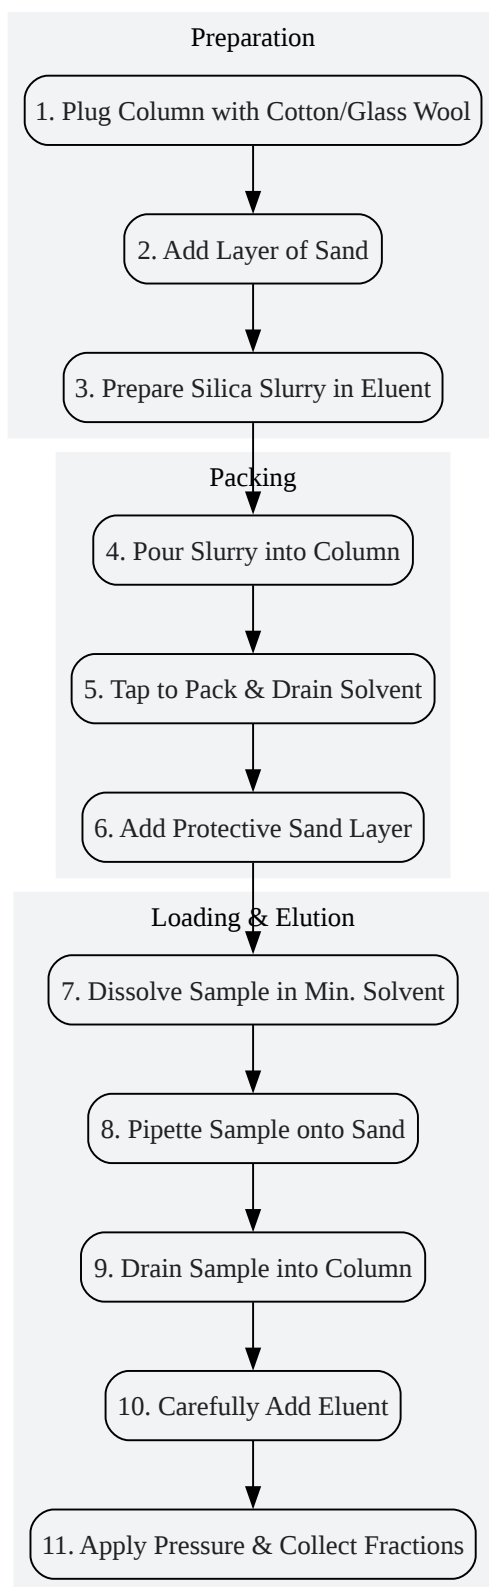 Preparation
1. Plug Column with Cotton/Glass Wool
2. Add Layer of Sand
3. Prepare Silica Slurry in Eluent
Packing
4. Pour Slurry into Column
5. Tap to Pack & Drain Solvent
6. Add Protective Sand Layer
Loading & Elution
7. Dissolve Sample in Min. Solvent
8. Pipette Sample onto Sand
9. Drain Sample into Column
10. Carefully Add Eluent
11. Apply Pressure & Collect Fractions